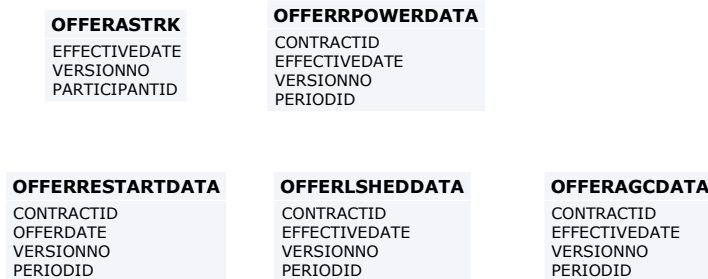 OFFERASTRK
EFFECTIVEDATE
VERSIONNO
PARTICIPANTID
OFFERRPOWERDATA
CONTRACTID
EFFECTIVEDATE
VERSIONNO
PERIODID
OFFERRESTARTDATA
CONTRACTID
OFFERDATE
VERSIONNO
PERIODID
OFFERLSHEDDATA
CONTRACTID
EFFECTIVEDATE
VERSIONNO
PERIODID
OFFERAGCDATA
CONTRACTID
EFFECTIVEDATE
VERSIONNO
PERIODID